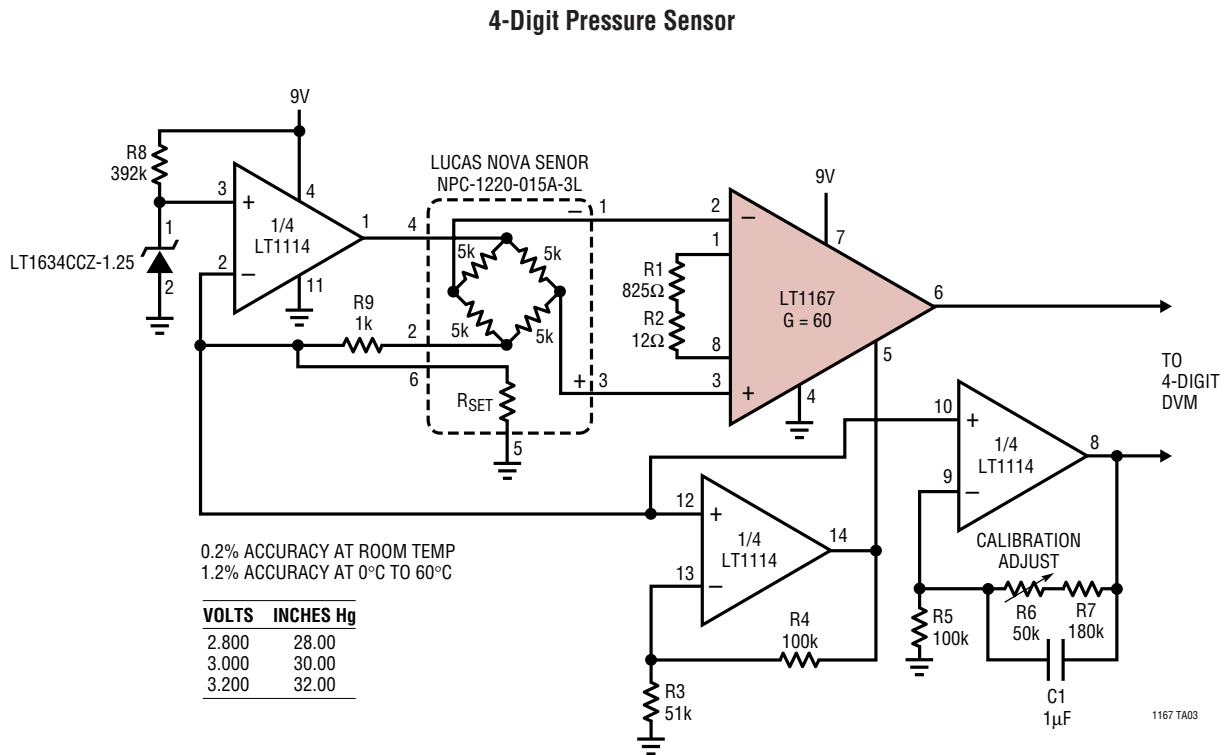 4-Digit Pressure Sensor
9V
R8
392k
3
+
4
1/4
LT1114
1
1
LT1634CCZ-1.25
2
2
–
11
LUCAS NOVA SENOR
NPC-1220-015A-3L
4
5k
5k
5k
5k
–
1
R9
1k
2
6
+
3
RSET
5
9V
2
–
7
1
R1
825Ω
R2
12Ω
LT1167
G = 60
6
8
5
3
+
4
TO
4-DIGIT
DVM
10
+
1/4
LT1114
8
9
–
12
+
1/4
LT1114
14
13
–
CALIBRATION
ADJUST
R4
100k
R3
51k
R5
100k
R6
50k
R7
180k
C1
1µF
0.2% ACCURACY AT ROOM TEMP
1.2% ACCURACY AT 0°C TO 60°C
VOLTS INCHES Hg
2.800 28.00
3.000 30.00
3.200 32.00
1167 TA03